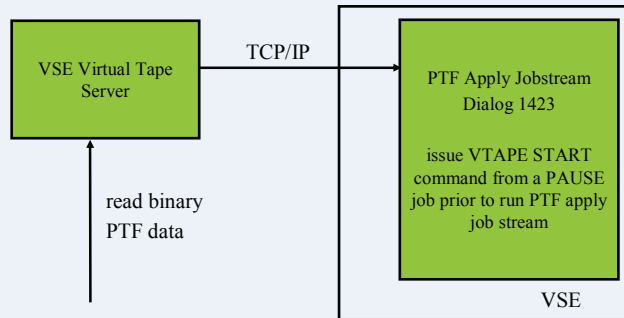 TCP/IP
VSE Virtual Tape
Server
PTF Apply Jobstream
Dialog 1423
issue VTAPE START
command from a PAUSE
job prior to run PTF apply
job stream
read binary
PTF data
VSE